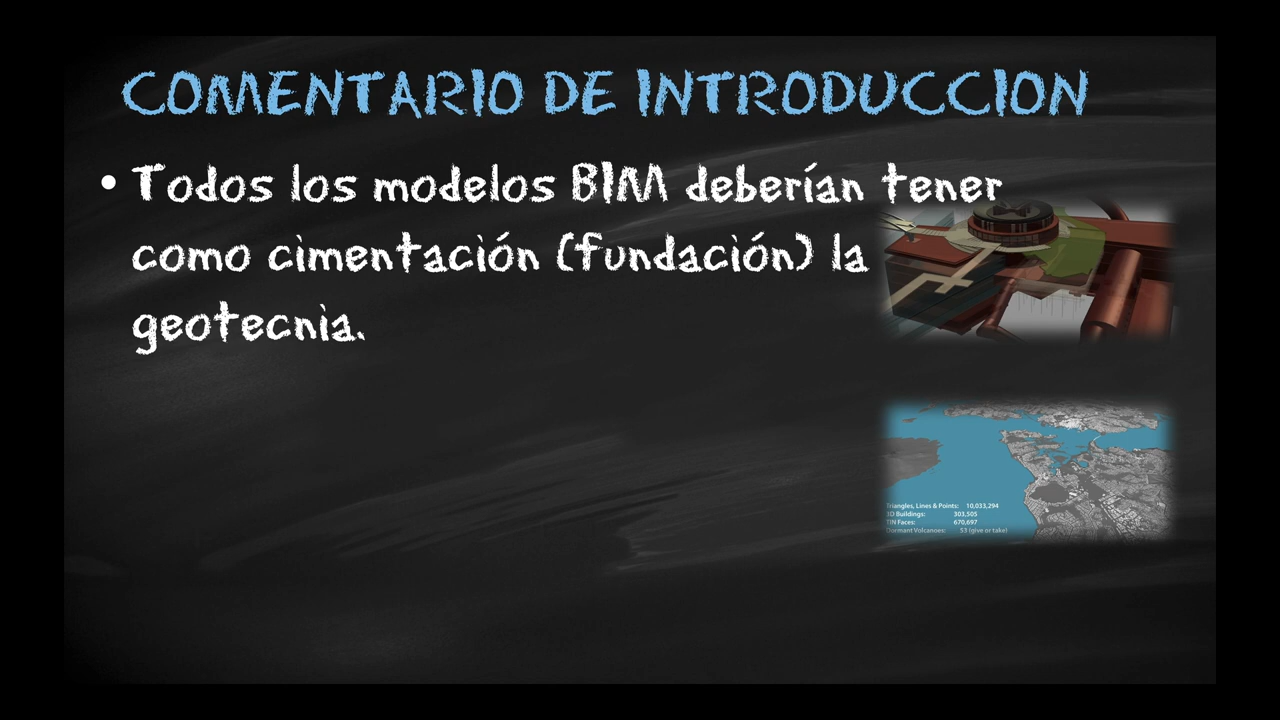 COMENTARIO DE INTRODUCCION
• Todos los modelos BIM deberían tener
como cimentación (fundación) la
geotecnia.
Triangles, Lines & Points: 10,033,294
3D Buildings: 303,505
TIN Faces: 670,697
Dormant Volcanoes: 53 (give or take)